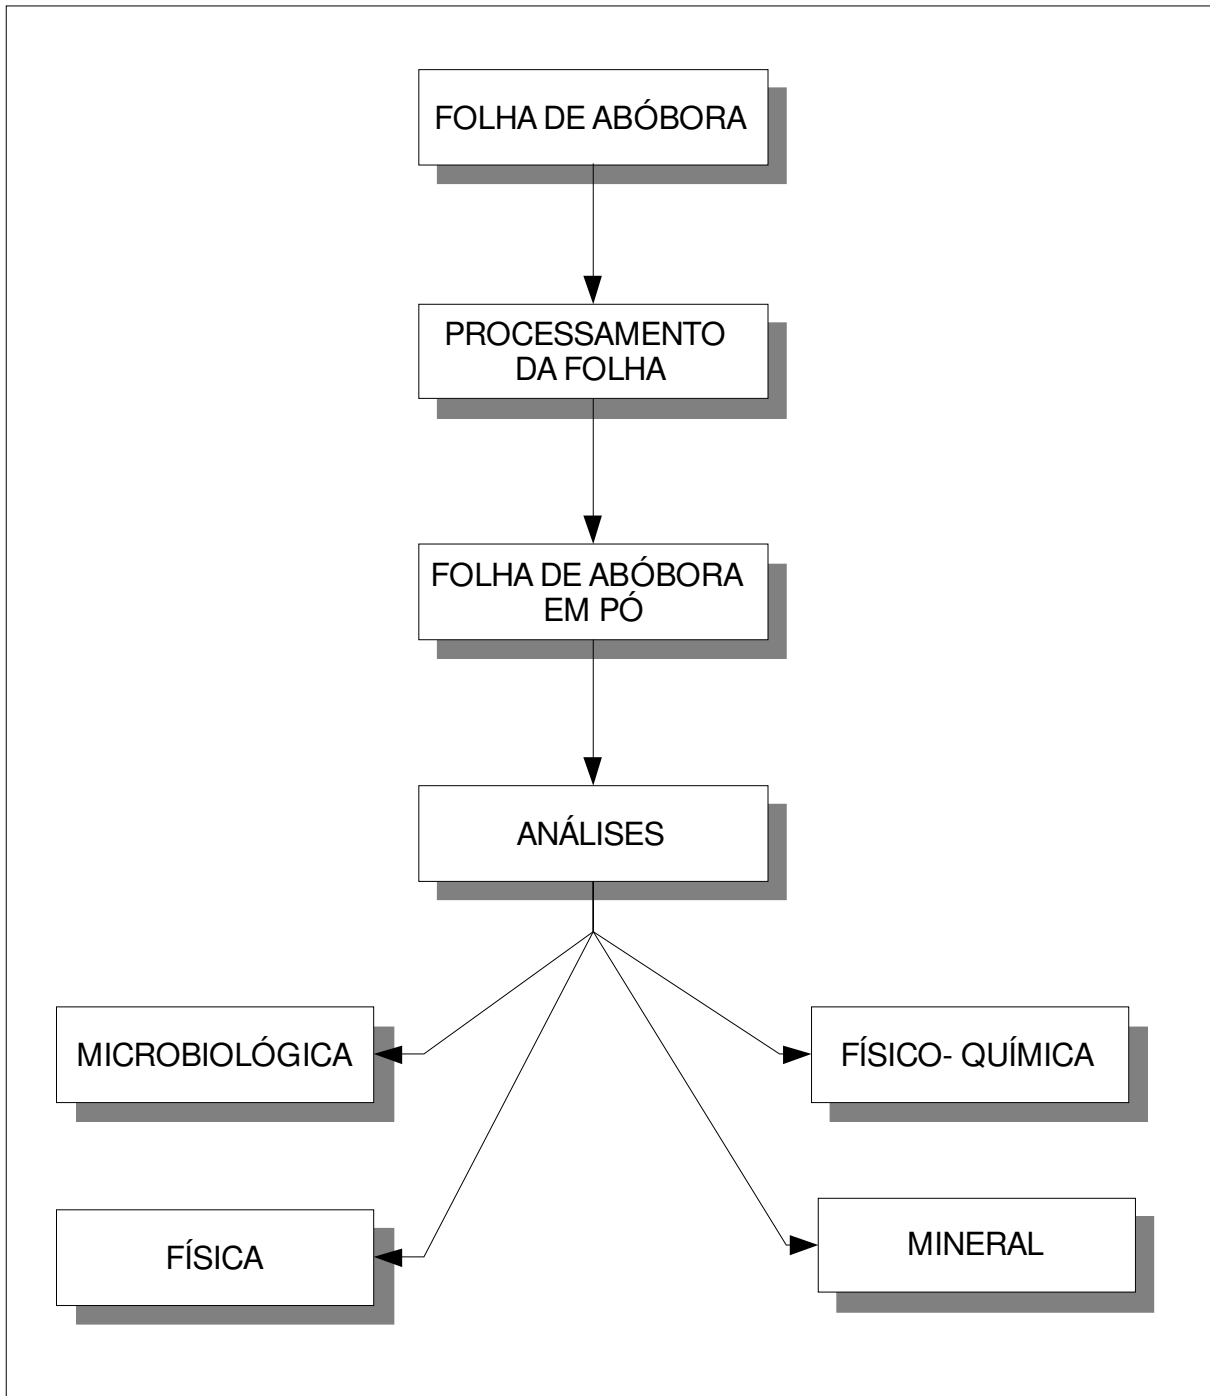 FOLHA DE ABÓBORA
PROCESSAMENTO
DA FOLHA
FOLHA DE ABÓBORA
EM PÓ
ANÁLISES
MICROBIOLÓGICA
FÍSICO- QUÍMICA
FÍSICA
MINERAL